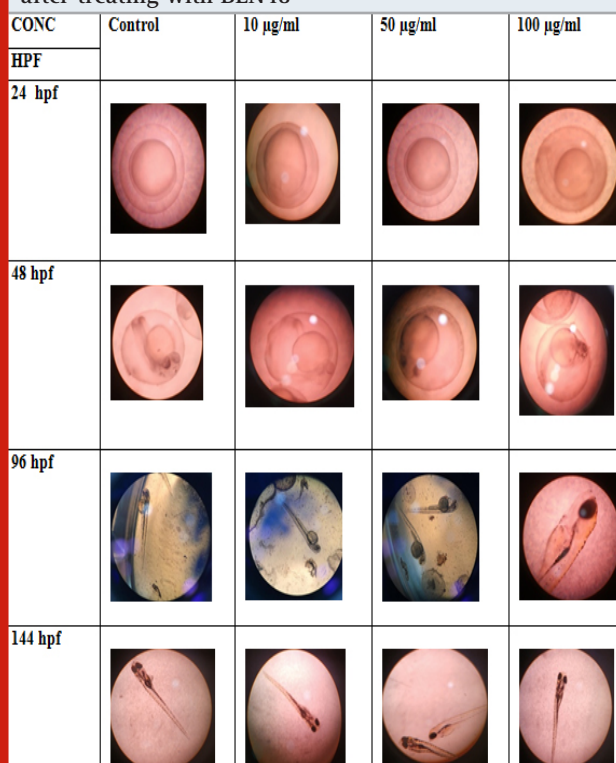 after treating with BEN48
CONC Control 10 µg/ml 50 µg/ml 100 µg/ml
HPF
24 hpf
48 hpf
96 hpf
144 hpf